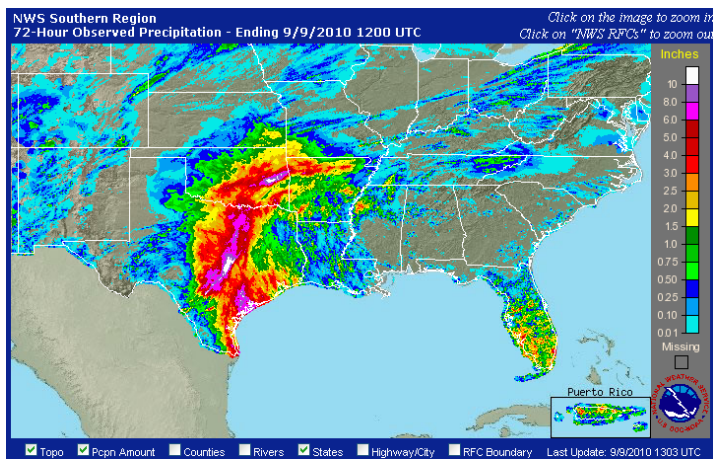 NWS Southern Region
72-Hour Observed Precipitation - Ending 9/9/2010 1200 UTC
Click on the image to zoom in
Click on "NWS RFCs" to zoom out
Inches
10
8.0
6.0
5.0
4.0
3.0
2.5
2.0
1.5
1.0
0.75
0.50
0.25
0.10
0.01
Missing
Puerto Rico
NATIONAL WEATHER SERVICE
Topo
Pcpn Amount
Counties
Rivers
States
Highway/City
RFC Boundary
Last Update: 9/9/2010 1303 UTC